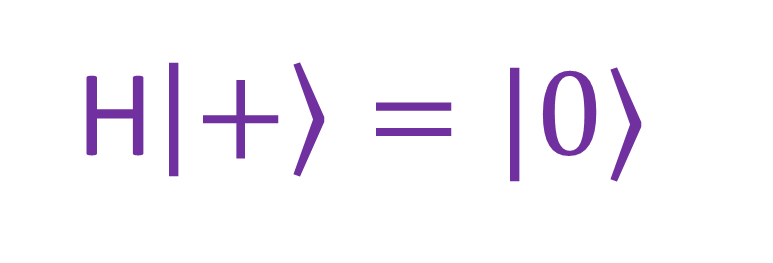 H|+⟩ = |0⟩